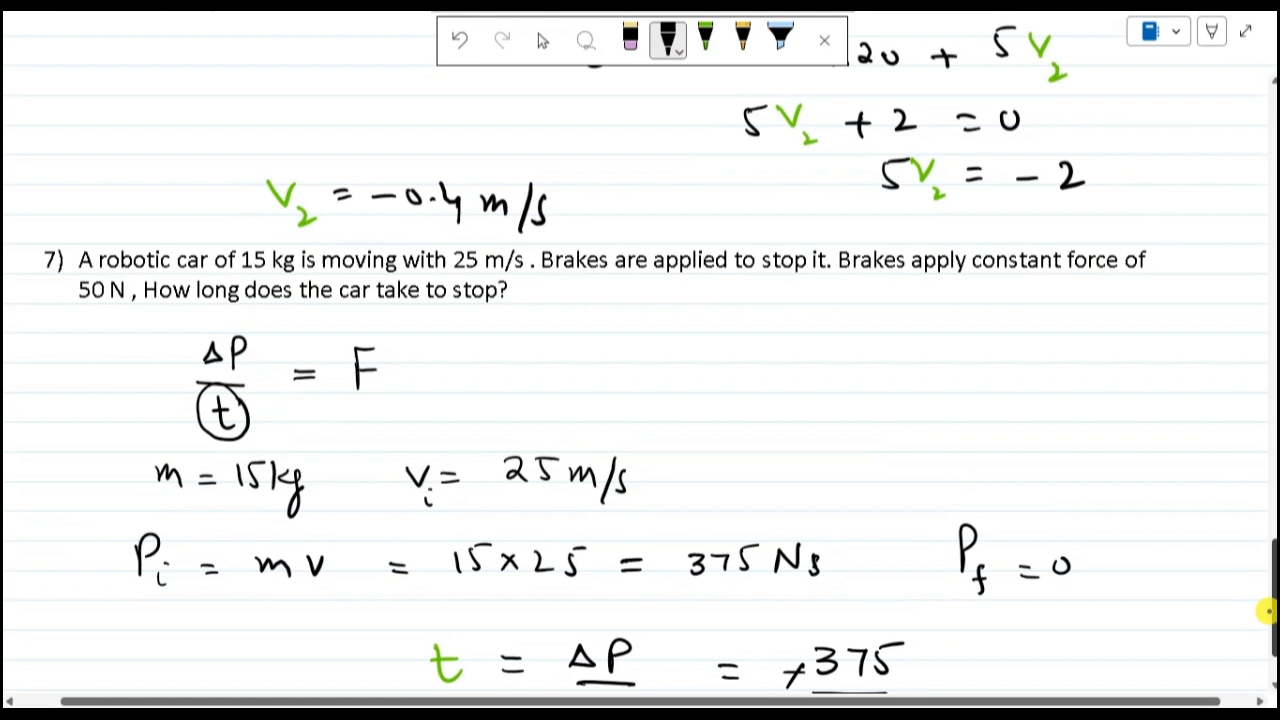 20 + 5V₂
5V₂ + 2 = 0
5V₂ = - 2
V₂ = -0.4 m/s
7) A robotic car of 15 kg is moving with 25 m/s . Brakes are applied to stop it. Brakes apply constant force of
50 N , How long does the car take to stop?
ΔP
— = F
t
m = 15kg Vᵢ = 25 m/s
Pᵢ = mv = 15 × 25 = 375 Ns P_f = 0
t = ΔP = 375